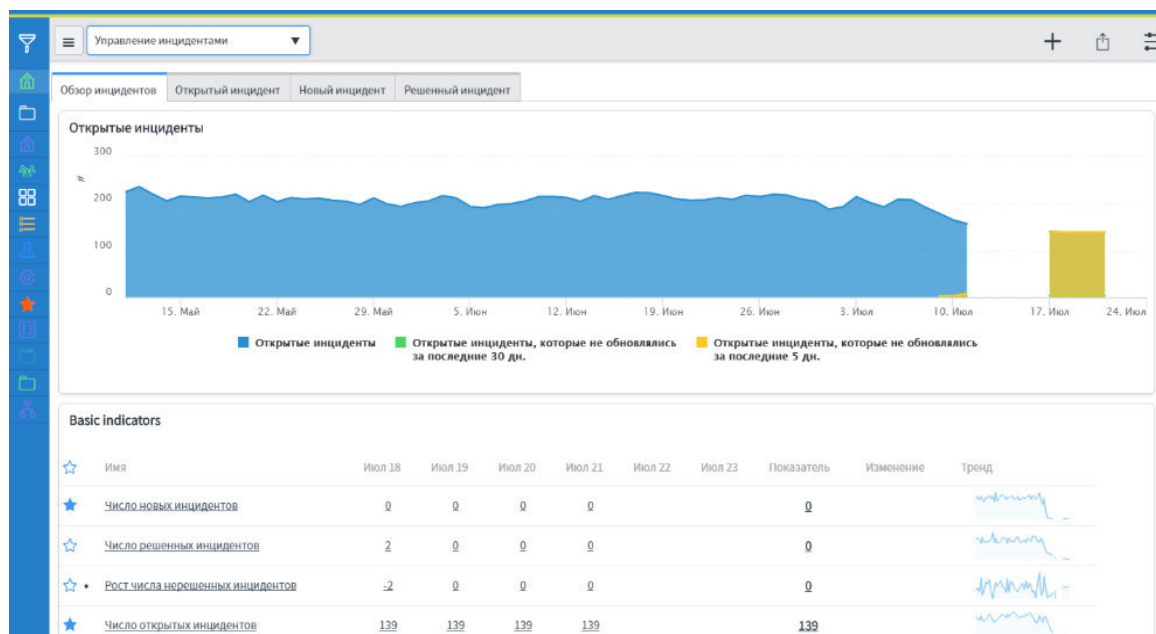 Управление инцидентами
Обзор инцидентов Открытый инцидент Новый инцидент Решенный инцидент
Открытые инциденты
300
#
200
100
0
15. Май 22. Май 29. Май 5. Июн 12. Июн 19. Июн 26. Июн 3. Июл 10. Июл 17. Июл 24. Июл
Открытые инциденты Открытые инциденты, которые не обновлялись Открытые инциденты, которые не обновлялись
за последние 30 дн. за последние 5 дн.
Basic indicators
Имя Июл 18 Июл 19 Июл 20 Июл 21 Июл 22 Июл 23 Показатель Изменение Тренд
Число новых инцидентов 0 0 0 0 0
Число решенных инцидентов 2 0 0 0 0
Рост числа нерешенных инцидентов -2 0 0 0 0
Число открытых инцидентов 139 139 139 139 139